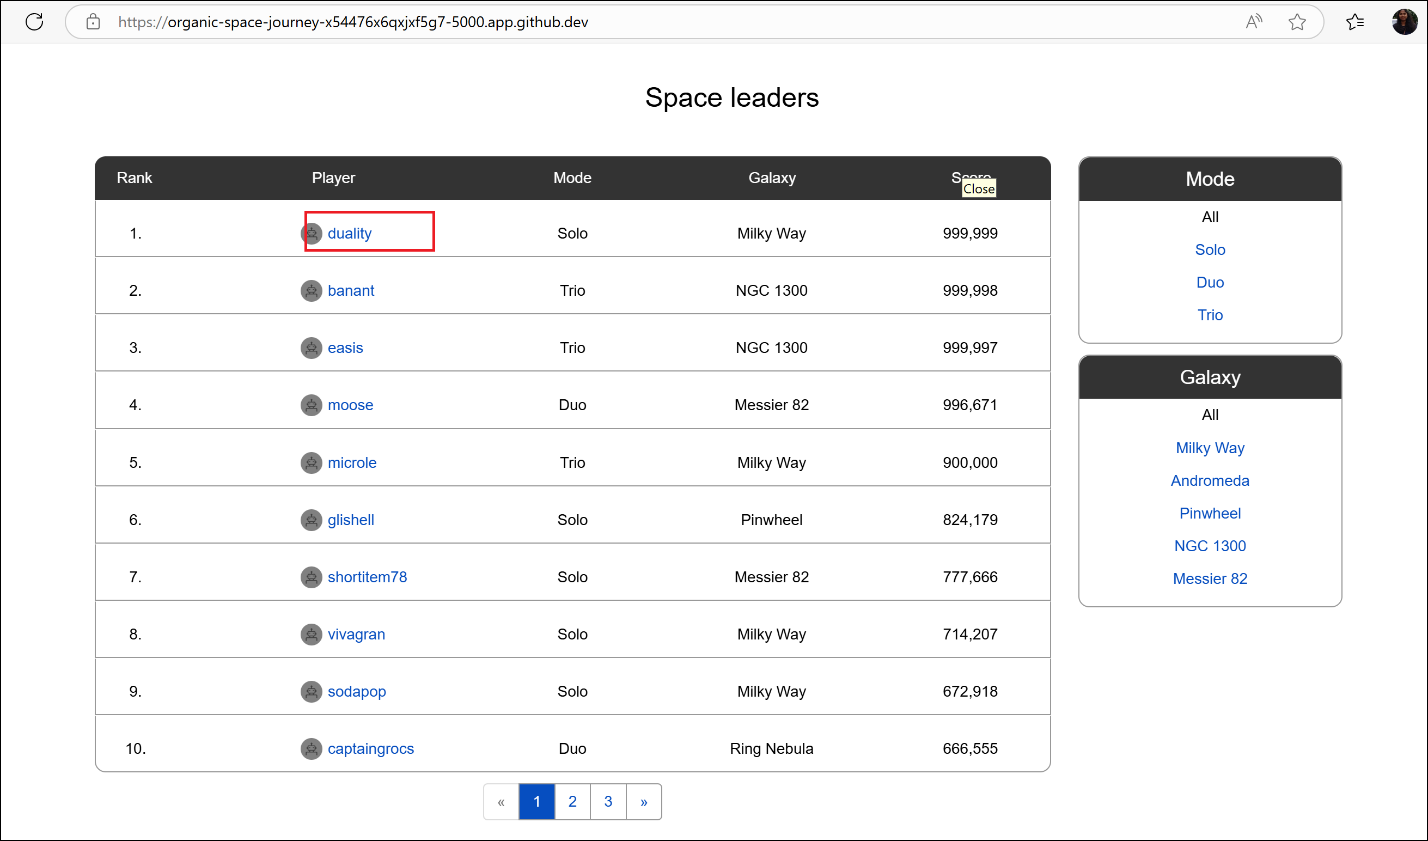 https://organic-space-journey-x54476x6qxjxf5g7-5000.app.github.dev
Space leaders
Rank Player Mode Galaxy Score
Close
1. duality Solo Milky Way 999,999
2. banant Trio NGC 1300 999,998
3. easis Trio NGC 1300 999,997
4. moose Duo Messier 82 996,671
5. microle Trio Milky Way 900,000
6. glishell Solo Pinwheel 824,179
7. shortitem78 Solo Messier 82 777,666
8. vivagran Solo Milky Way 714,207
9. sodapop Solo Milky Way 672,918
10. captaingrocs Duo Ring Nebula 666,555
« 1 2 3 »
Mode
All
Solo
Duo
Trio
Galaxy
All
Milky Way
Andromeda
Pinwheel
NGC 1300
Messier 82